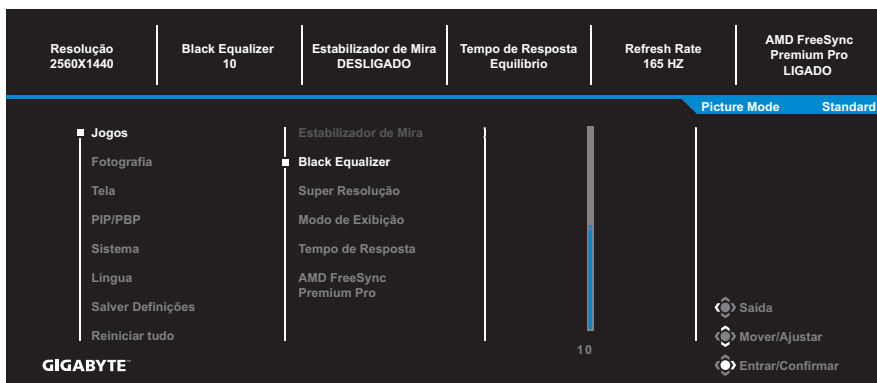 Resolução
2560X1440
Black Equalizer
10
Estabilizador de Mira
DESLIGADO
Tempo de Resposta
Equilíbrio
Refresh Rate
165 HZ
AMD FreeSync
Premium Pro
LIGADO
Picture Mode Standard
Jogos
Fotografia
Tela
PIP/PBP
Sistema
Língua
Salver Definições
Reiniciar tudo
Estabilizador de Mira
Black Equalizer
Super Resolução
Modo de Exibição
Tempo de Resposta
AMD FreeSync
Premium Pro
10
Saída
Mover/Ajustar
Entrar/Confirmar
GIGABYTE™